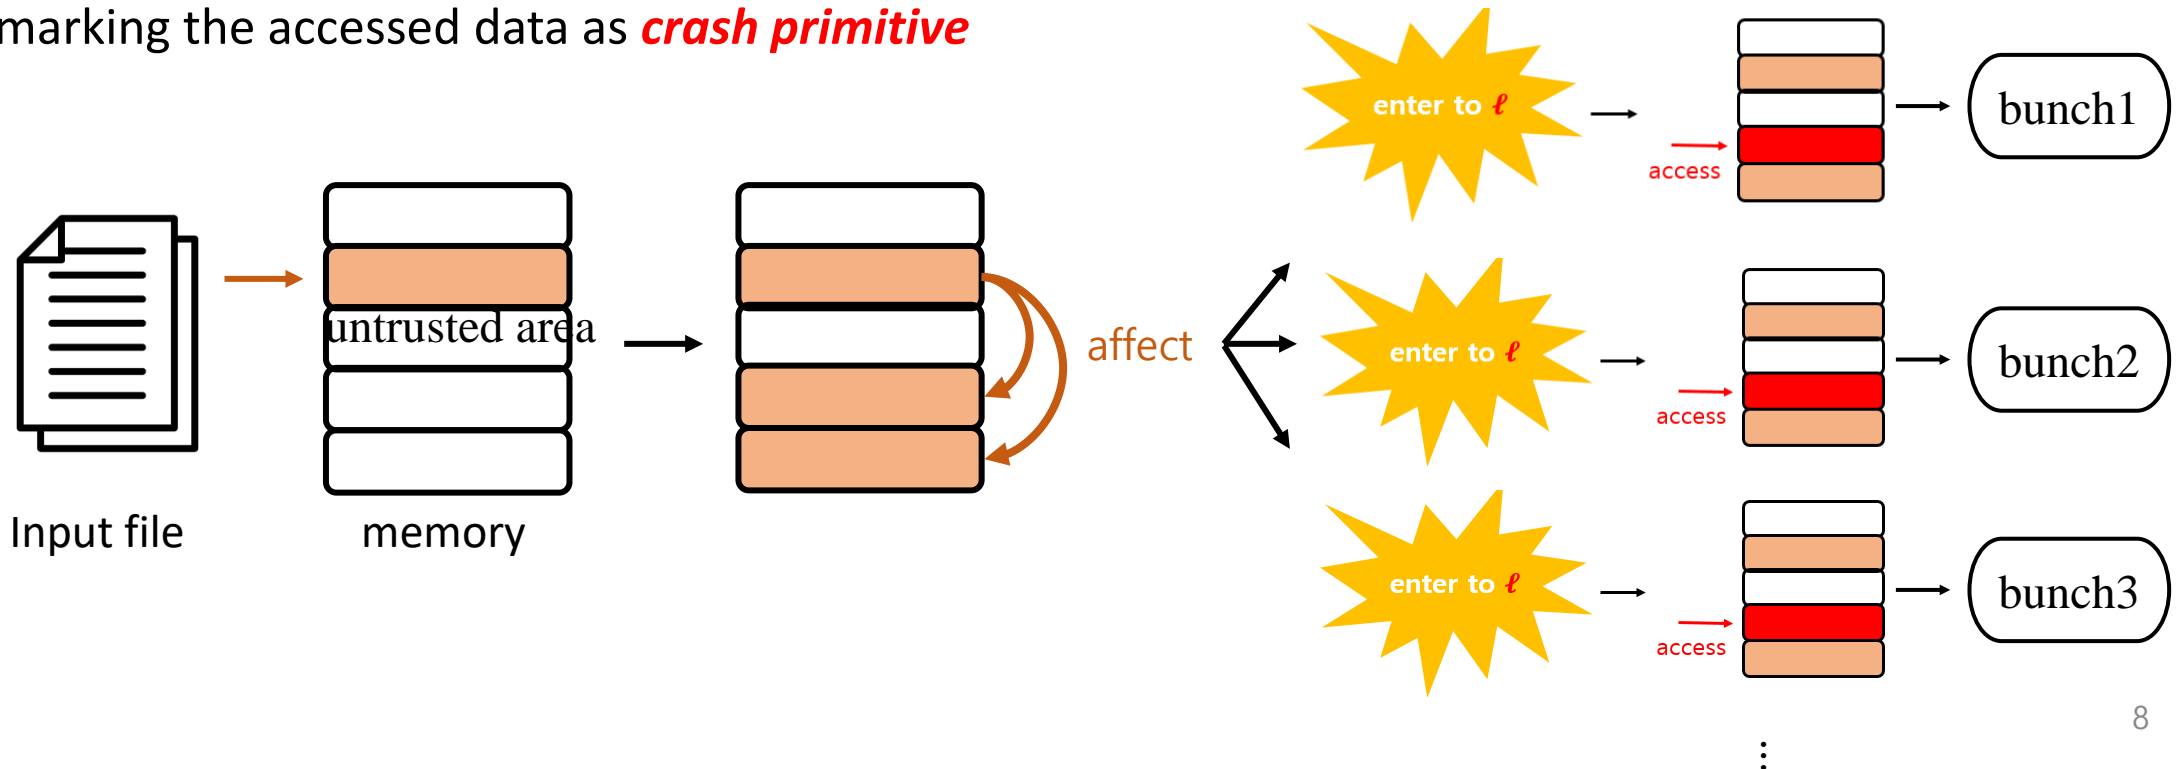 marking the accessed data as crash primitive
Input file
untrusted area
memory
affect
enter to ℓ
access
bunch1
enter to ℓ
access
bunch2
enter to ℓ
access
bunch3
⋮
8